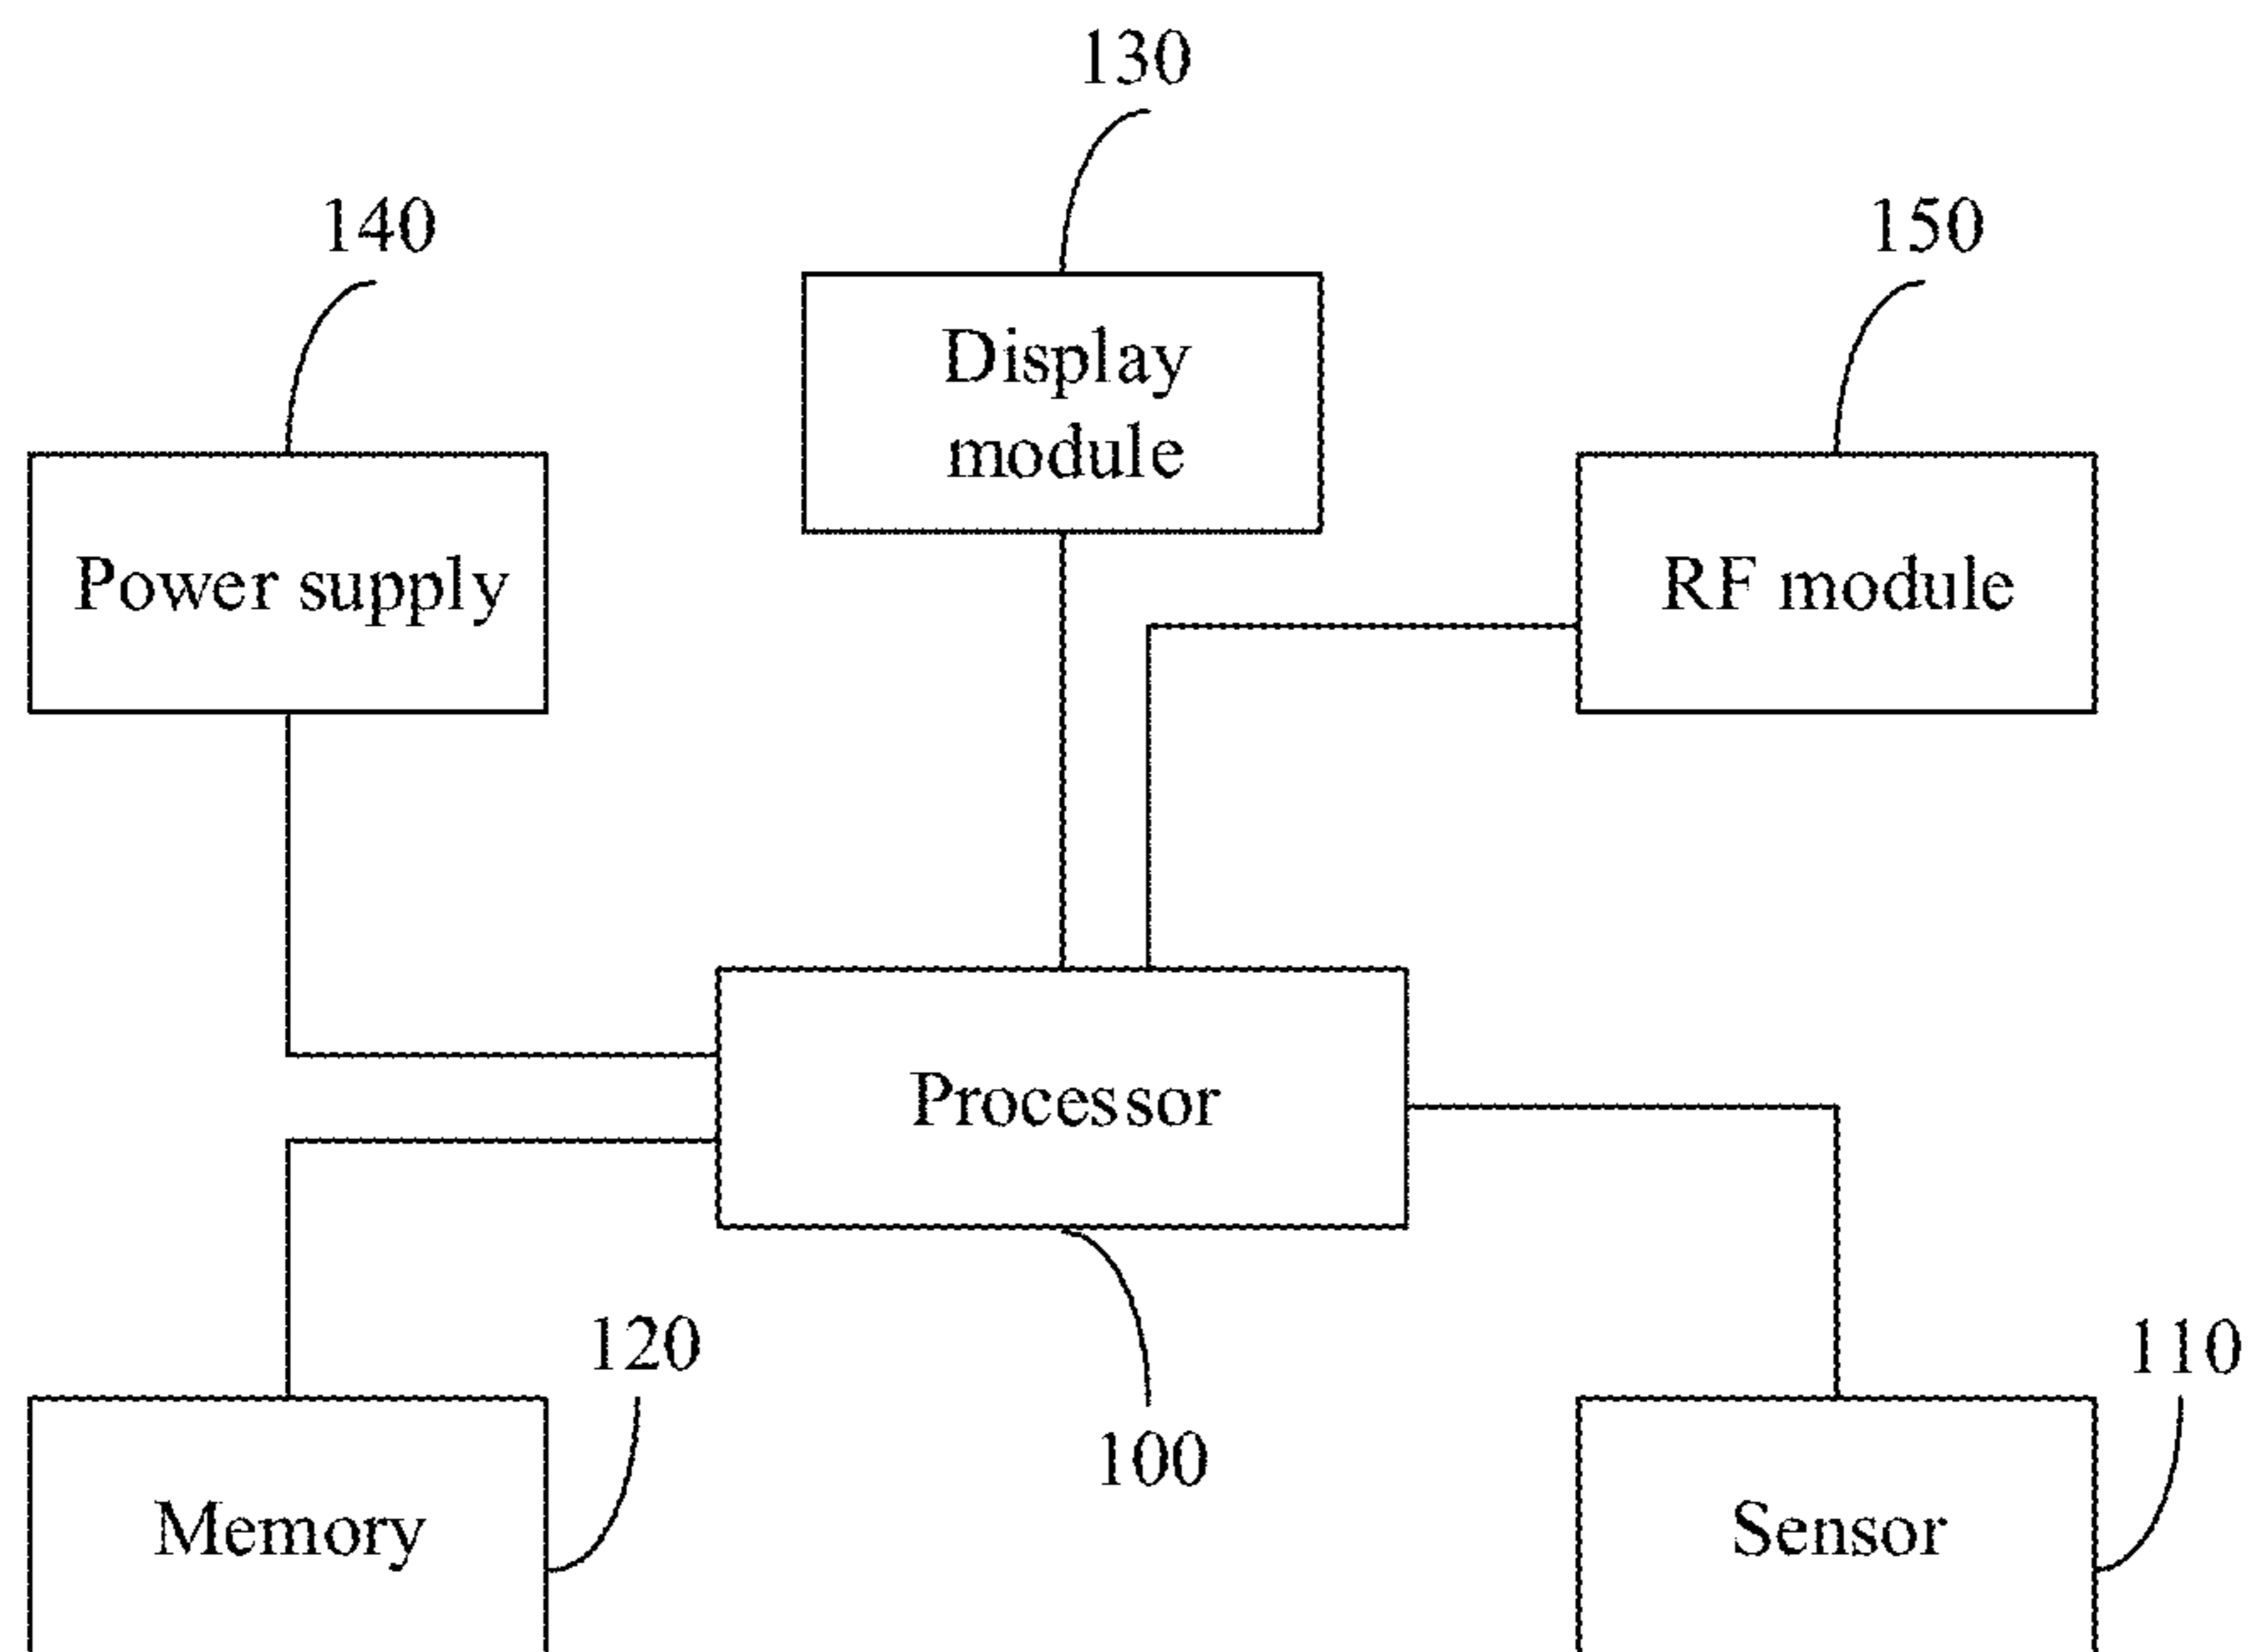 130
140
150
Display
module
Power supply
RF module
Processor
120
110
100
Memory
Sensor